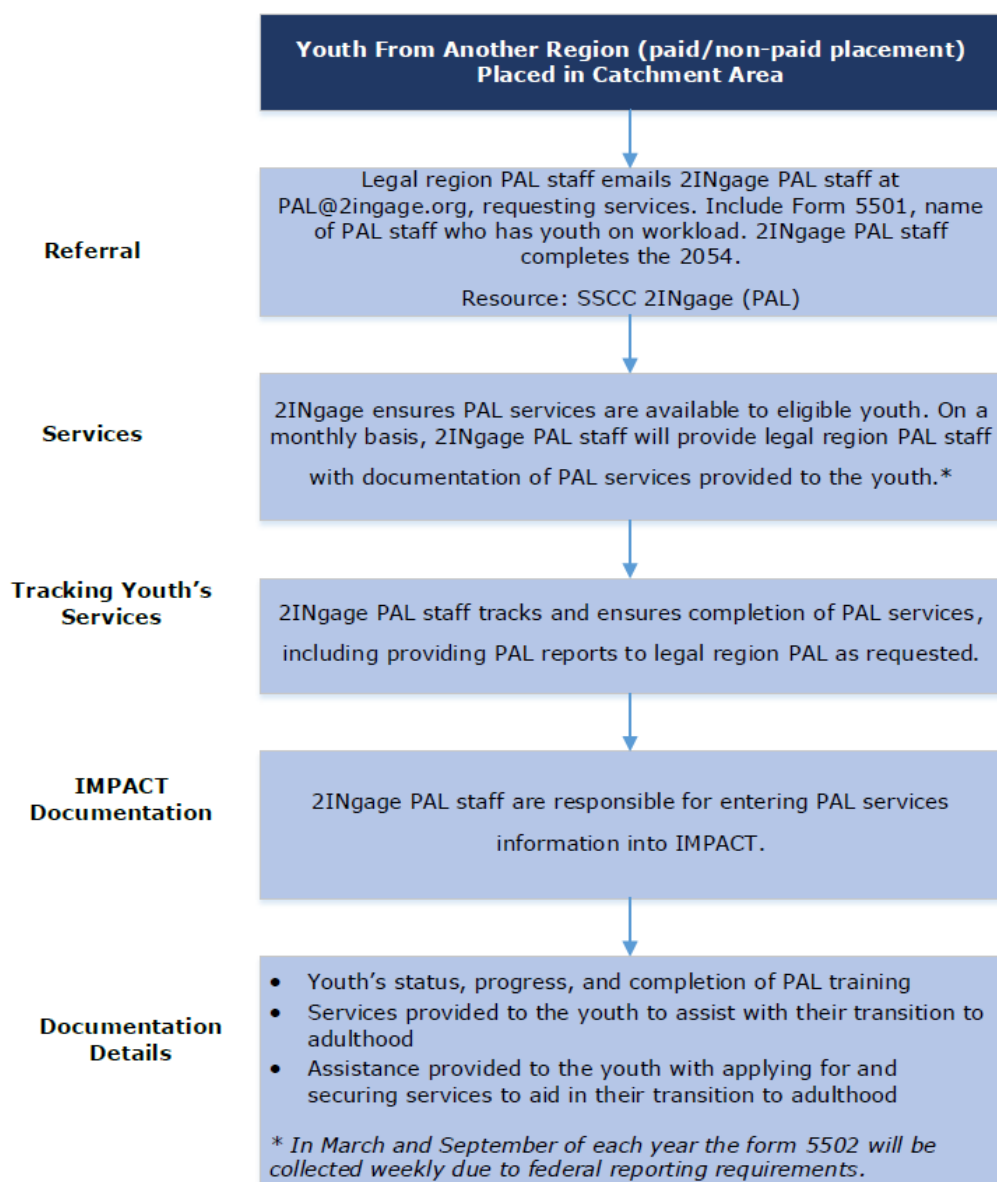 Youth From Another Region (paid/non-paid placement)
Placed in Catchment Area
Referral
Legal region PAL staff emails 2INgage PAL staff at
PAL@2ingage.org, requesting services. Include Form 5501, name
of PAL staff who has youth on workload. 2INgage PAL staff
completes the 2054.
Resource: SSCC 2INgage (PAL)
Services
2INgage ensures PAL services are available to eligible youth. On a
monthly basis, 2INgage PAL staff will provide legal region PAL staff
with documentation of PAL services provided to the youth.*
Tracking Youth’s
Services
2INgage PAL staff tracks and ensures completion of PAL services,
including providing PAL reports to legal region PAL as requested.
IMPACT
Documentation
2INgage PAL staff are responsible for entering PAL services
information into IMPACT.
Documentation
Details
• Youth’s status, progress, and completion of PAL training
• Services provided to the youth to assist with their transition to
adulthood
• Assistance provided to the youth with applying for and
securing services to aid in their transition to adulthood
* In March and September of each year the form 5502 will be
collected weekly due to federal reporting requirements.